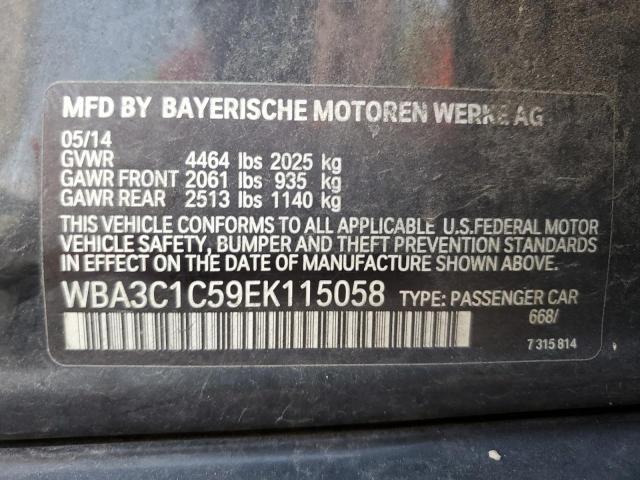 MFD BY BAYERISCHE MOTOREN WERKE AG
05/14
GVWR 4464 lbs 2025 kg
GAWR FRONT 2061 lbs 935 kg
GAWR REAR 2513 lbs 1140 kg
THIS VEHICLE CONFORMS TO ALL APPLICABLE U.S.FEDERAL MOTOR
VEHICLE SAFETY, BUMPER AND THEFT PREVENTION STANDARDS
IN EFFECT ON THE DATE OF MANUFACTURE SHOWN ABOVE.
WBA3C1C59EK115058 TYPE: PASSENGER CAR
668/
7 315 814